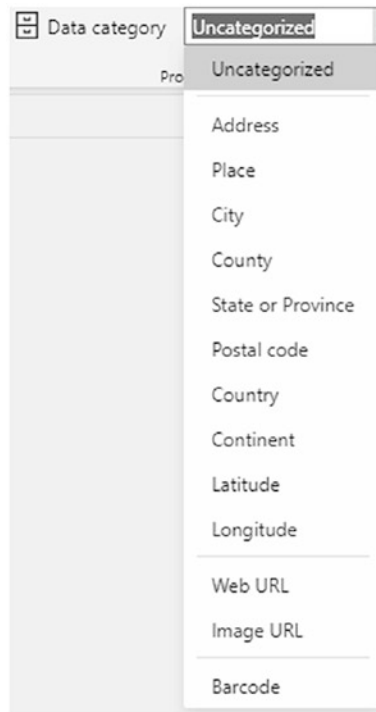 Data category Uncategorized
Pro
Uncategorized
Address
Place
City
County
State or Province
Postal code
Country
Continent
Latitude
Longitude
Web URL
Image URL
Barcode